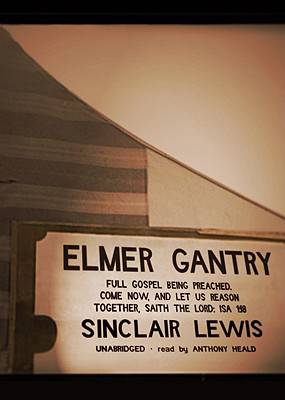 ELMER GANTRY
FULL GOSPEL BEING PREACHED.
COME NOW, AND LET US REASON
TOGETHER, SAITH THE LORD: ISA 1:18
SINCLAIR LEWIS
UNABRIDGED · read by ANTHONY HEALD